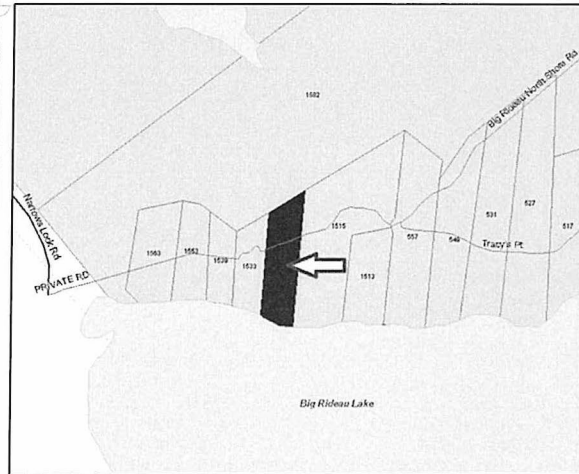 1582
Big Rideau North Shore Rd
Narrows Lock Rd
PRIVATE RD
1563
1553
1539
1533
1515
1513
557
549
531
527
517
Tracy's Pt
Big Rideau Lake